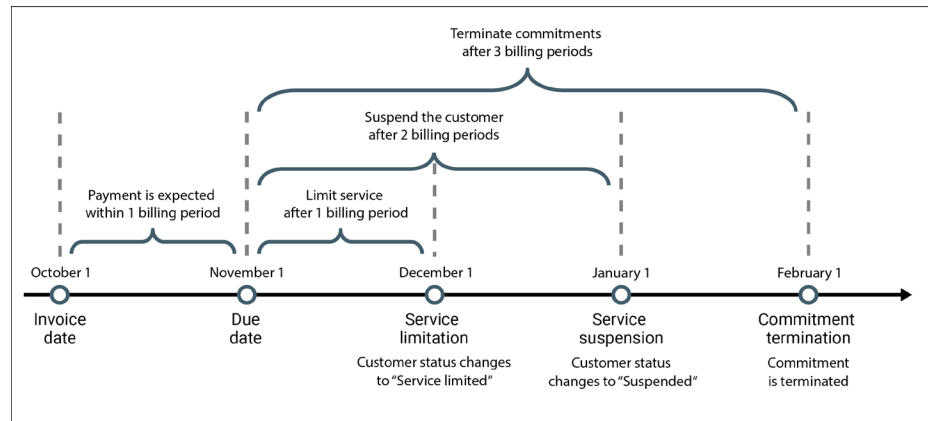 Terminate commitments
after 3 billing periods
Suspend the customer
after 2 billing periods
Payment is expected
within 1 billing period
Limit service
after 1 billing period
October 1
November 1
December 1
January 1
February 1
Invoice
date
Due
date
Service
limitation
Customer status changes
to “Service limited”
Service
suspension
Customer status
changes to “Suspended”
Commitment
termination
Commitment
is terminated